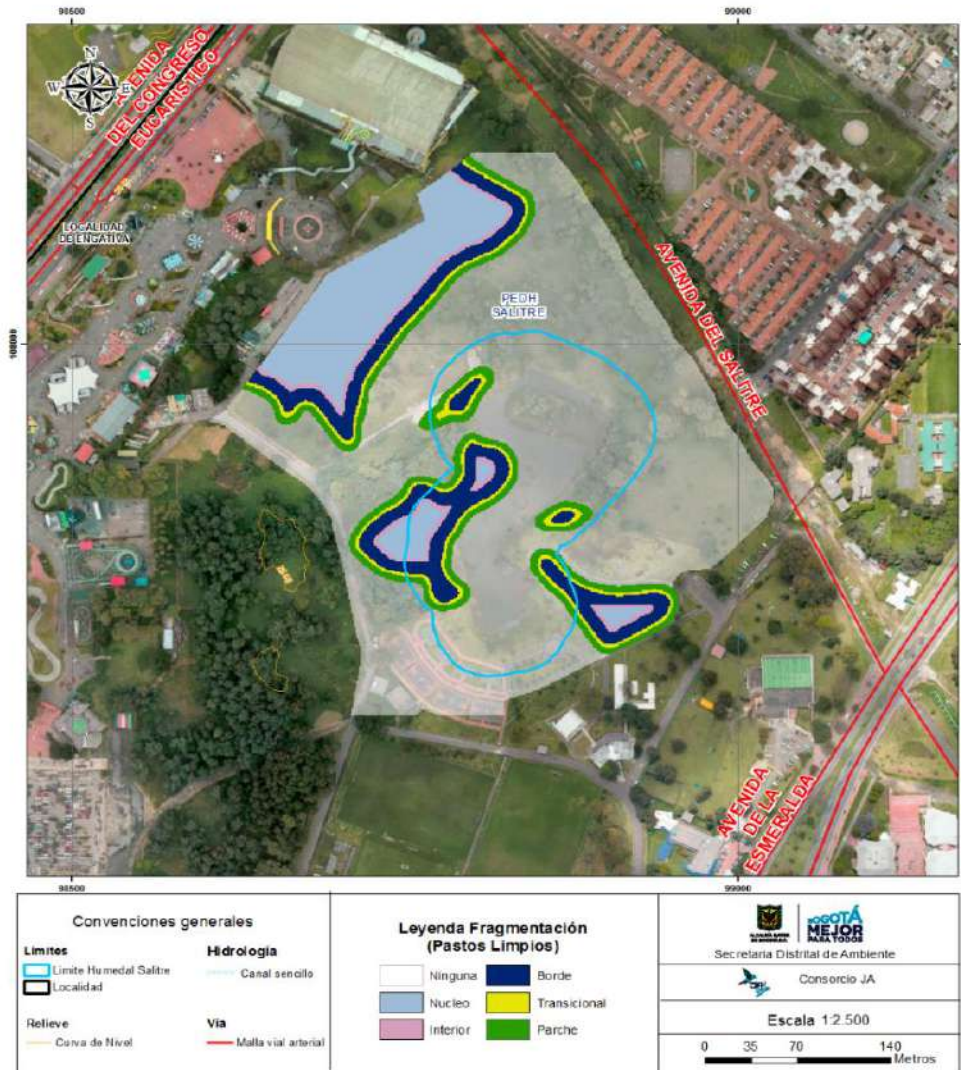 98500
99000
N
W
E
S
AVENIDA
DEL CONGRESO
EUCARISTICO
LOCALIDAD
DE ENGATIVA
PEDH
SALITRE
AVENIDA DEL SALITRE
AVENIDA
DE LA
ESMERALDA
98500
99000
Convenciones generales
Limites
Limite Humedal Salitre
Localidad
Hidrologia
Canal sencillo
Relieve
Curva de Nivel
Via
Malla vial arterial
Leyenda Fragmentación
(Pastos Limpios)
Ninguna
Nucleo
Interior
Borde
Transicional
Parche
BOGOTÁ
MEJOR
PARA TODOS
Secretaria Distrital de Ambiente
Consorcio JA
Escala 1:2.500
0 35 70 140
Metros